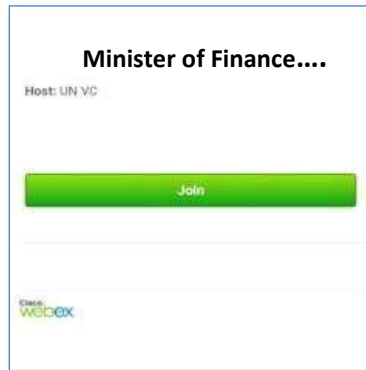 Minister of Finance....
Host: UN VC
Join
Cisco
webex